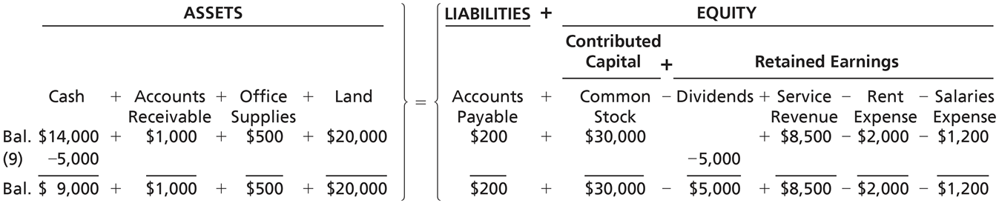 ASSETS LIABILITIES + EQUITY
Contributed
Capital + Retained Earnings
Cash + Accounts + Office + Land = Accounts + Common – Dividends + Service – Rent – Salaries
Receivable Supplies Payable Stock Revenue Expense Expense
Bal. $14,000 + $1,000 + $500 + $20,000 $200 + $30,000 + $8,500 – $2,000 – $1,200
(9) –5,000 –5,000
Bal. $ 9,000 + $1,000 + $500 + $20,000 $200 + $30,000 – $5,000 + $8,500 – $2,000 – $1,200